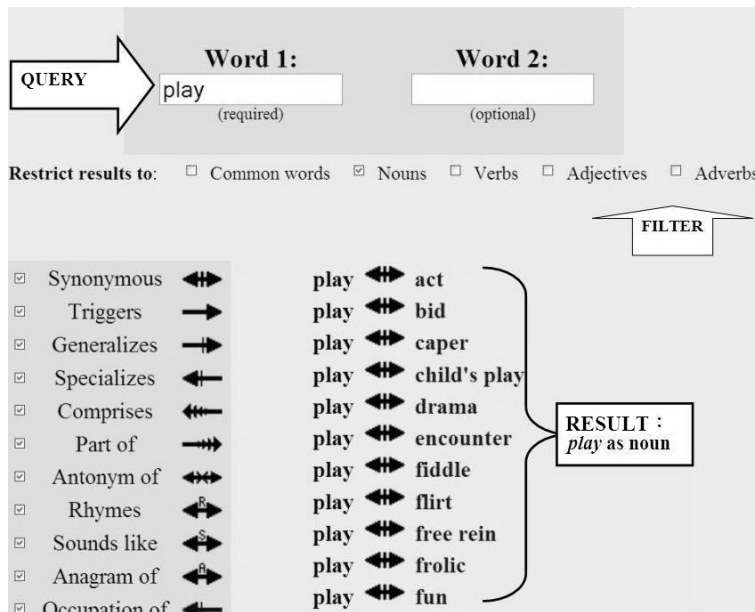 Word 1: Word 2:
QUERY
play
(required) (optional)
Restrict results to: Common words Nouns Verbs Adjectives Adverbs
FILTER
Synonymous play act
Triggers play bid
Generalizes play caper
Specializes play child's play
Comprises play drama
Part of play encounter
Antonym of play fiddle
Rhymes R play flirt
Sounds like S play free rein
Anagram of A play frolic
Occupation of play fun
RESULT :
play as noun